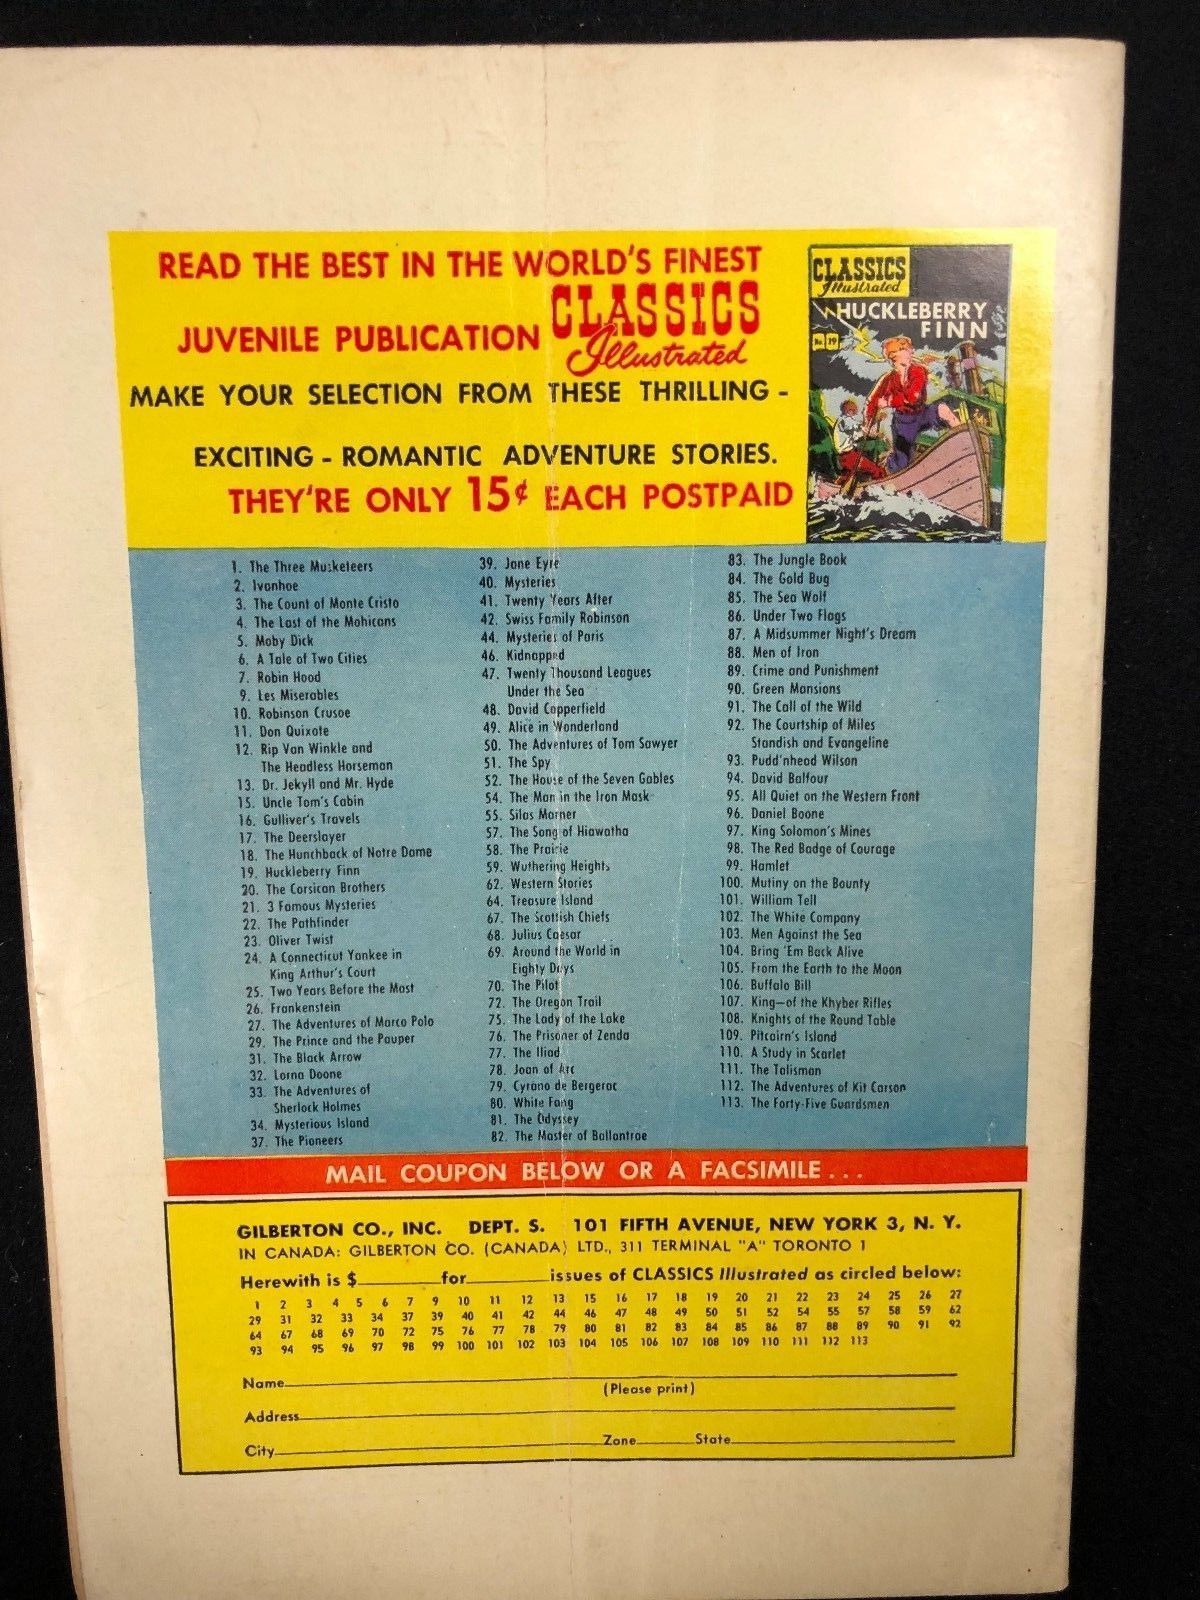 READ THE BEST IN THE WORLD'S FINEST
JUVENILE PUBLICATION CLASSICS Illustrated
MAKE YOUR SELECTION FROM THESE THRILLING -
EXCITING - ROMANTIC ADVENTURE STORIES.
THEY'RE ONLY 15¢ EACH POSTPAID
CLASSICS
Illustrated
HUCKLEBERRY
FINN
No. 19
1. The Three Musketeers
2. Ivanhoe
3. The Count of Monte Cristo
4. The Last of the Mohicans
5. Moby Dick
6. A Tale of Two Cities
7. Robin Hood
9. Les Miserables
10. Robinson Crusoe
11. Don Quixote
12. Rip Van Winkle and
The Headless Horseman
13. Dr. Jekyll and Mr. Hyde
15. Uncle Tom's Cabin
16. Gulliver's Travels
17. The Deerslayer
18. The Hunchback of Notre Dame
19. Huckleberry Finn
20. The Corsican Brothers
21. 3 Famous Mysteries
22. The Pathfinder
23. Oliver Twist
24. A Connecticut Yankee in
King Arthur's Court
25. Two Years Before the Mast
26. Frankenstein
27. The Adventures of Marco Polo
29. The Prince and the Pauper
31. The Black Arrow
32. Lorna Doone
33. The Adventures of
Sherlock Holmes
34. Mysterious Island
37. The Pioneers
39. Jane Eyre
40. Mysteries
41. Twenty Years After
42. Swiss Family Robinson
44. Mysteries of Paris
46. Kidnapped
47. Twenty Thousand Leagues
Under the Sea
48. David Copperfield
49. Alice in Wonderland
50. The Adventures of Tom Sawyer
51. The Spy
52. The House of the Seven Gables
54. The Man in the Iron Mask
55. Silas Marner
57. The Song of Hiawatha
58. The Prairie
59. Wuthering Heights
62. Western Stories
64. Treasure Island
67. The Scottish Chiefs
68. Julius Caesar
69. Around the World in
Eighty Days
70. The Pilot
72. The Oregon Trail
75. The Lady of the Lake
76. The Prisoner of Zenda
77. The Iliad
78. Joan of Arc
79. Cyrano de Bergerac
80. White Fang
81. The Odyssey
82. The Master of Ballantrae
83. The Jungle Book
84. The Gold Bug
85. The Sea Wolf
86. Under Two Flags
87. A Midsummer Night's Dream
88. Men of Iron
89. Crime and Punishment
90. Green Mansions
91. The Call of the Wild
92. The Courtship of Miles
Standish and Evangeline
93. Pudd'nhead Wilson
94. David Balfour
95. All Quiet on the Western Front
96. Daniel Boone
97. King Solomon's Mines
98. The Red Badge of Courage
99. Hamlet
100. Mutiny on the Bounty
101. William Tell
102. The White Company
103. Men Against the Sea
104. Bring 'Em Back Alive
105. From the Earth to the Moon
106. Buffalo Bill
107. King—of the Khyber Rifles
108. Knights of the Round Table
109. Pitcairn's Island
110. A Study in Scarlet
111. The Talisman
112. The Adventures of Kit Carson
113. The Forty-Five Guardsmen
MAIL COUPON BELOW OR A FACSIMILE ...
GILBERTON CO., INC. DEPT. S. 101 FIFTH AVENUE, NEW YORK 3, N. Y.
IN CANADA: GILBERTON CO. (CANADA) LTD., 311 TERMINAL "A" TORONTO 1
Herewith is $ for issues of CLASSICS Illustrated as circled below:
1 2 3 4 5 6 7 9 10 11 12 13 15 16 17 18 19 20 21 22 23 24 25 26 27
29 31 32 33 34 37 39 40 41 42 44 46 47 48 49 50 51 52 54 55 57 58 59 62
64 67 68 69 70 72 75 76 77 78 79 80 81 82 83 84 85 86 87 88 89 90 91 92
93 94 95 96 97 98 99 100 101 102 103 104 105 106 107 108 109 110 111 112 113
Name
(Please print)
Address
City Zone State